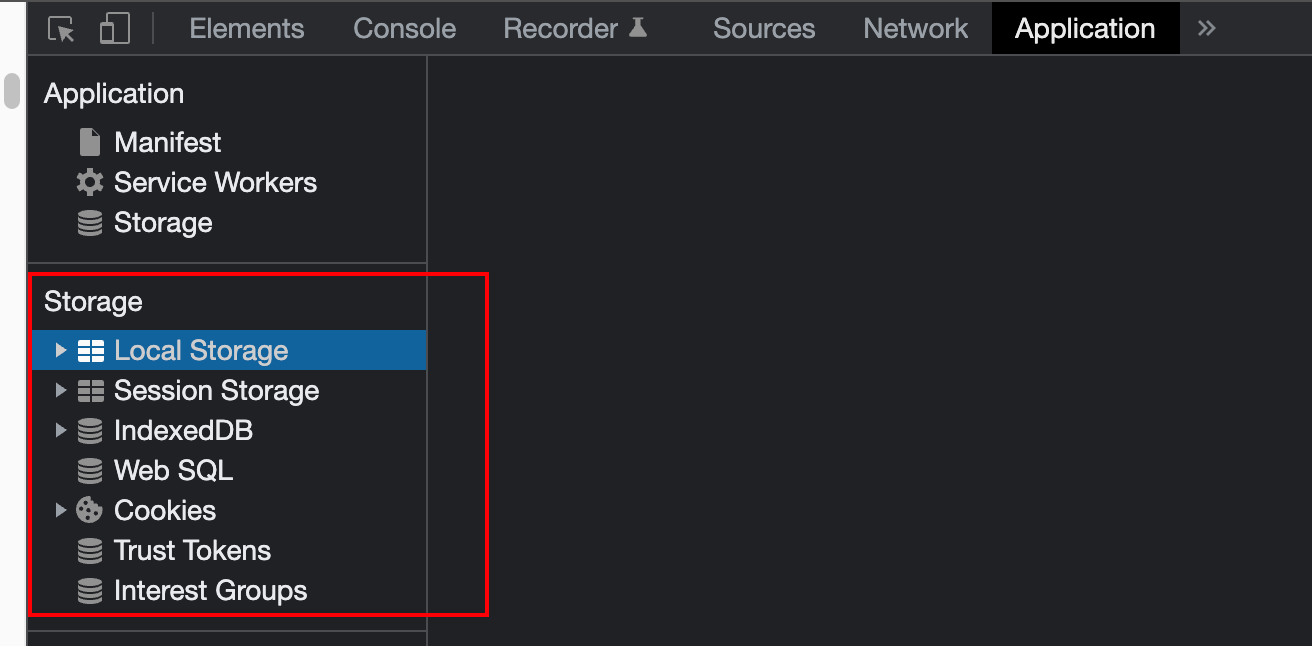 Elements Console Recorder Sources Network Application
Application
Manifest
Service Workers
Storage
Storage
Local Storage
Session Storage
IndexedDB
Web SQL
Cookies
Trust Tokens
Interest Groups